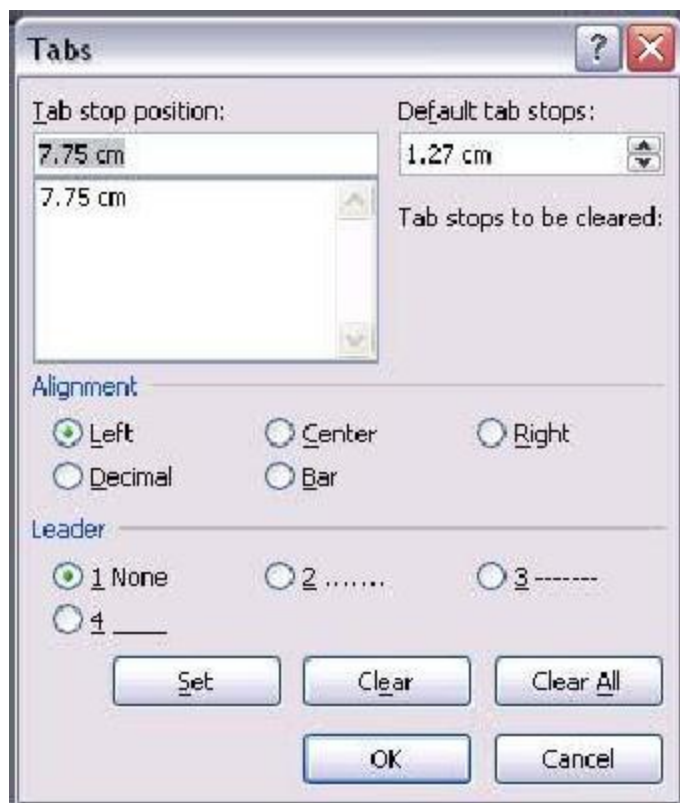 Tabs
Tab stop position:
Default tab stops:
7.75 cm
1.27 cm
7.75 cm
Tab stops to be cleared:
Alignment
Left Center Right
Decimal Bar
Leader
1 None 2 ....... 3 -------
4 ____
Set Clear Clear All
OK Cancel